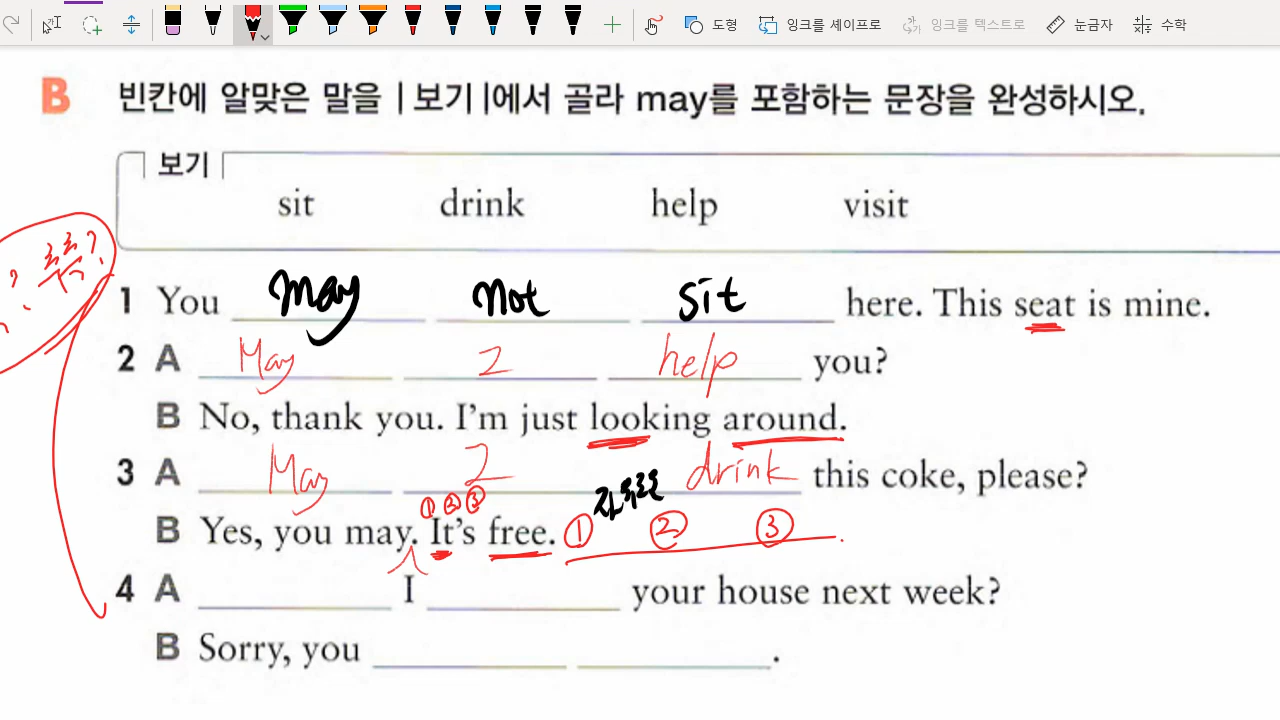 도형 잉크를 셰이프로 잉크를 텍스트로 눈금자 수학
B 빈칸에 알맞은 말을 |보기|에서 골라 may를 포함하는 문장을 완성하시오.
보기
sit drink help visit
1 You may not sit here. This seat is mine.
2 A May I help you?
B No, thank you. I'm just looking around.
3 A May I drink this coke, please?
① ② ③
B Yes, you may. It's free. ① ② ③
4 A I your house next week?
B Sorry, you .